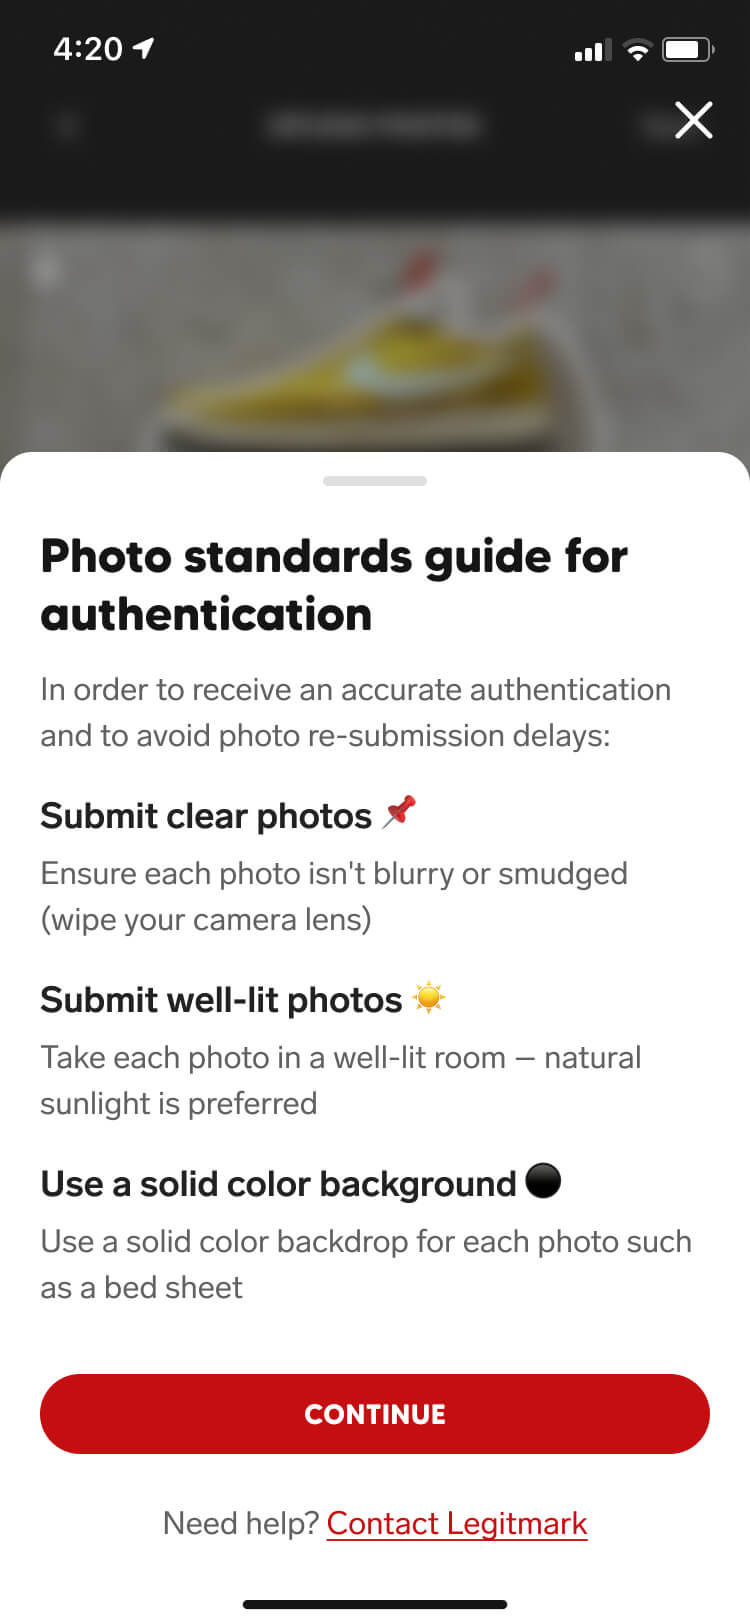 4:20
Photo standards guide for
authentication
In order to receive an accurate authentication
and to avoid photo re-submission delays:
Submit clear photos 📌
Ensure each photo isn't blurry or smudged
(wipe your camera lens)
Submit well-lit photos ☀️
Take each photo in a well-lit room – natural
sunlight is preferred
Use a solid color background ⚫
Use a solid color backdrop for each photo such
as a bed sheet
CONTINUE
Need help? Contact Legitmark